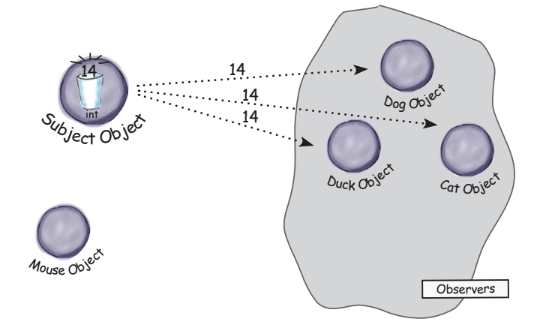 14
int
Subject Object
14
14
14
Dog Object
Duck Object
Cat Object
Mouse Object
Observers